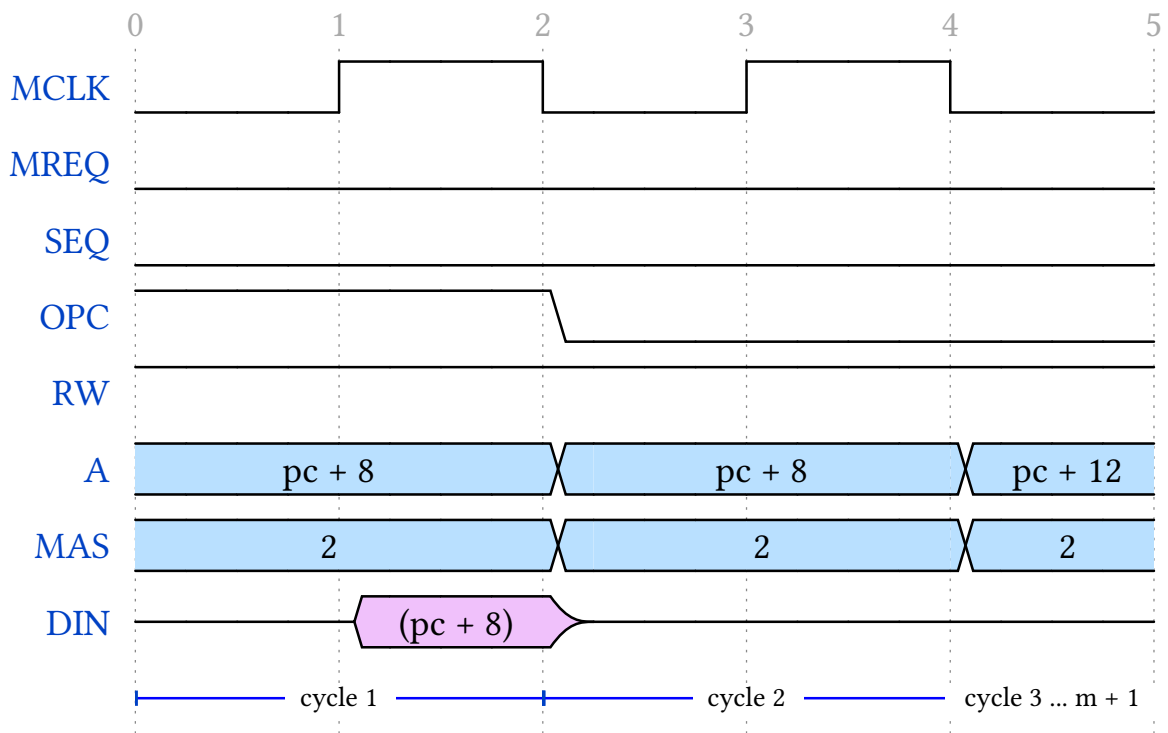 0 1 2 3 4 5
MCLK
MREQ
SEQ
OPC
RW
A pc + 8 pc + 8 pc + 12
MAS 2 2 2
DIN (pc + 8)
cycle 1 cycle 2 cycle 3 ... m + 1